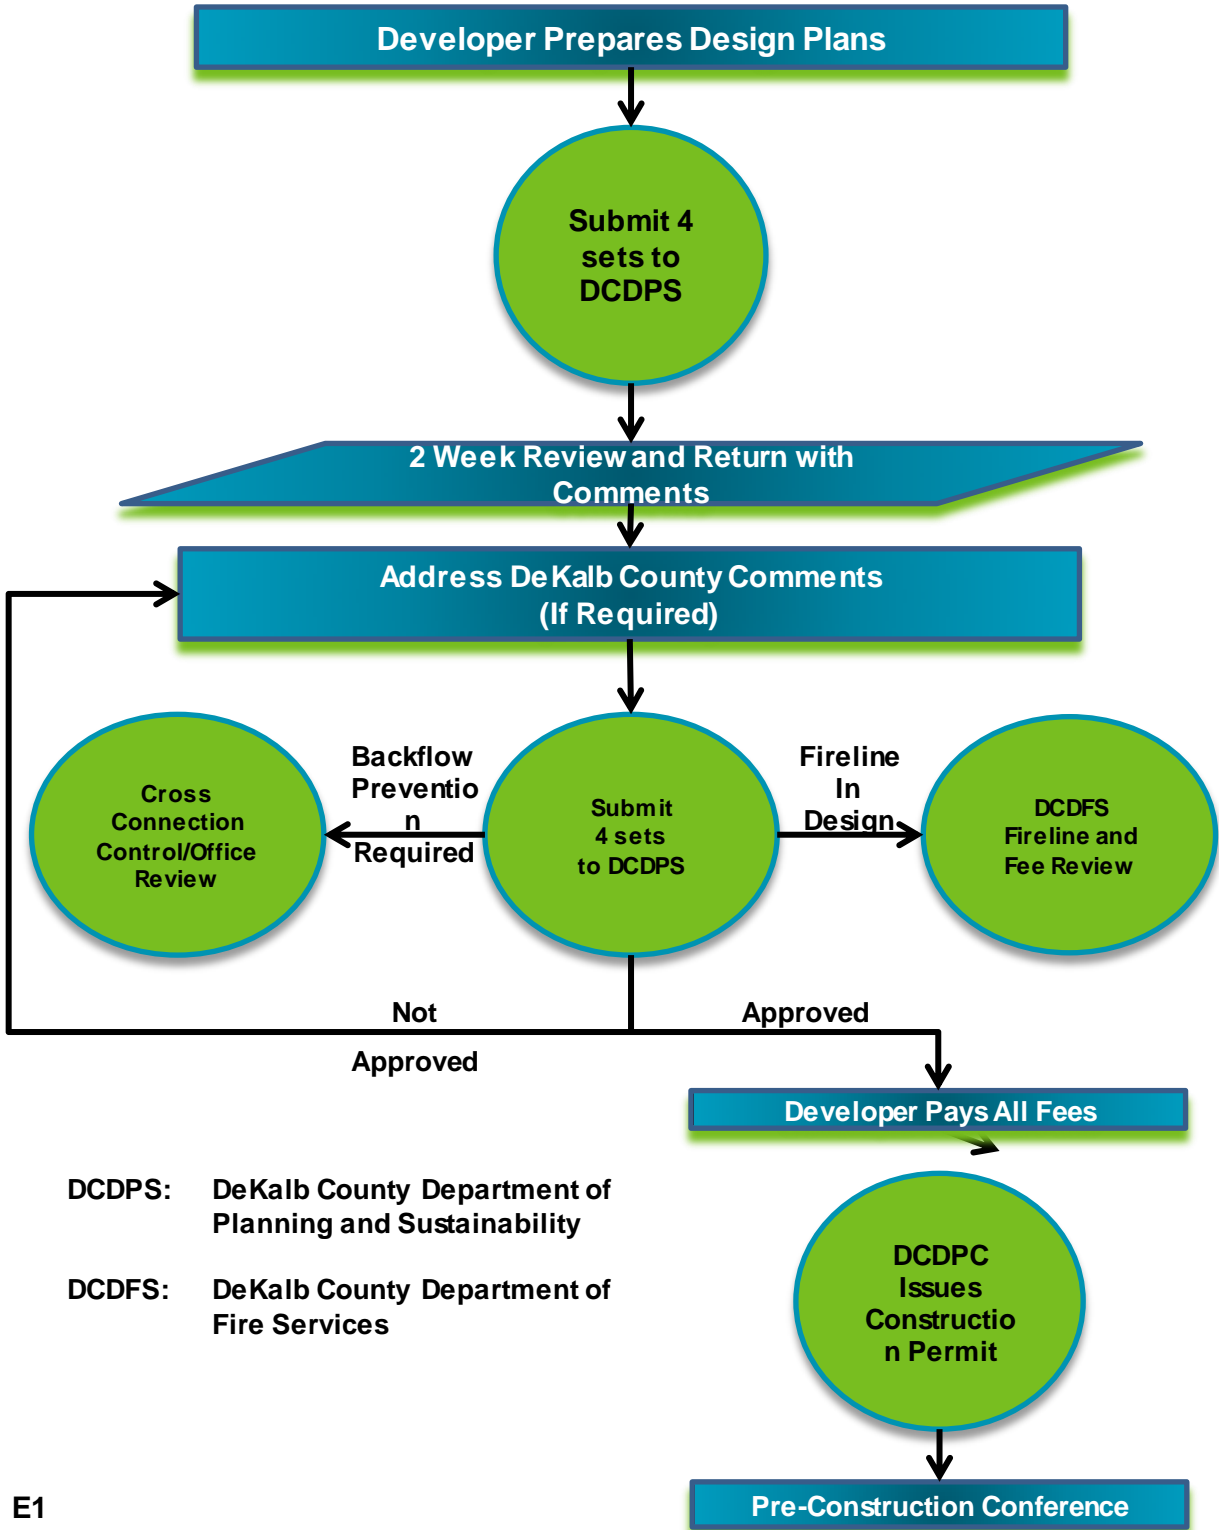 Developer Prepares Design Plans
Submit 4
sets to
DCDPS
2 Week Review and Return with
Comments
Address DeKalb County Comments
(If Required)
Cross
Connection
Control/Office
Review
Backflow
Preventio
n
Required
Submit
4 sets
to DCDPS
Fireline
In
Design
DCDFS
Fireline and
Fee Review
Not
Approved
Approved
Developer Pays All Fees
DCDPS: DeKalb County Department of
Planning and Sustainability
DCDFS: DeKalb County Department of
Fire Services
DCDPC
Issues
Constructio
n Permit
Pre-Construction Conference
E1